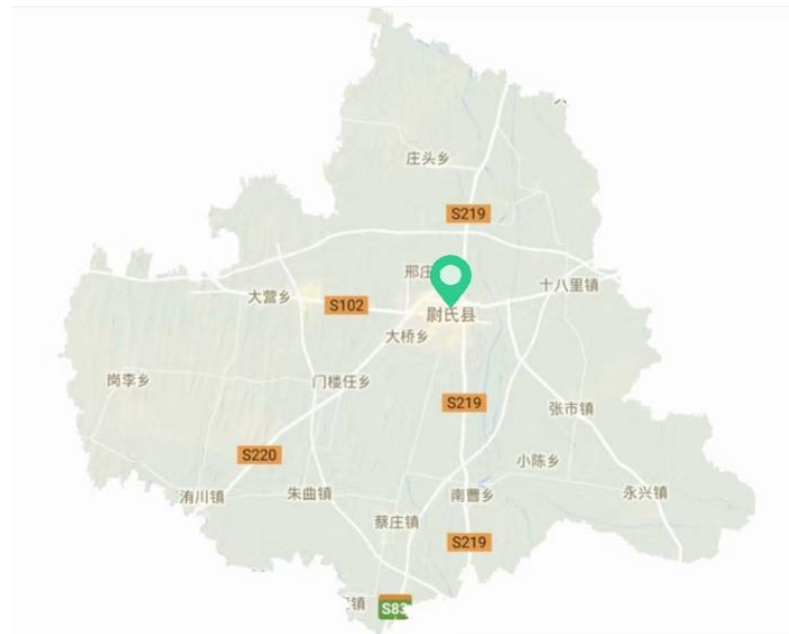 庄头乡
S219
邢庄
十八里镇
大营乡
S102
尉氏县
大桥乡
岗李乡
门楼任乡
S219
张市镇
S220
小陈乡
洧川镇
朱曲镇
南曹乡
永兴镇
蔡庄镇
S219
镇
S83